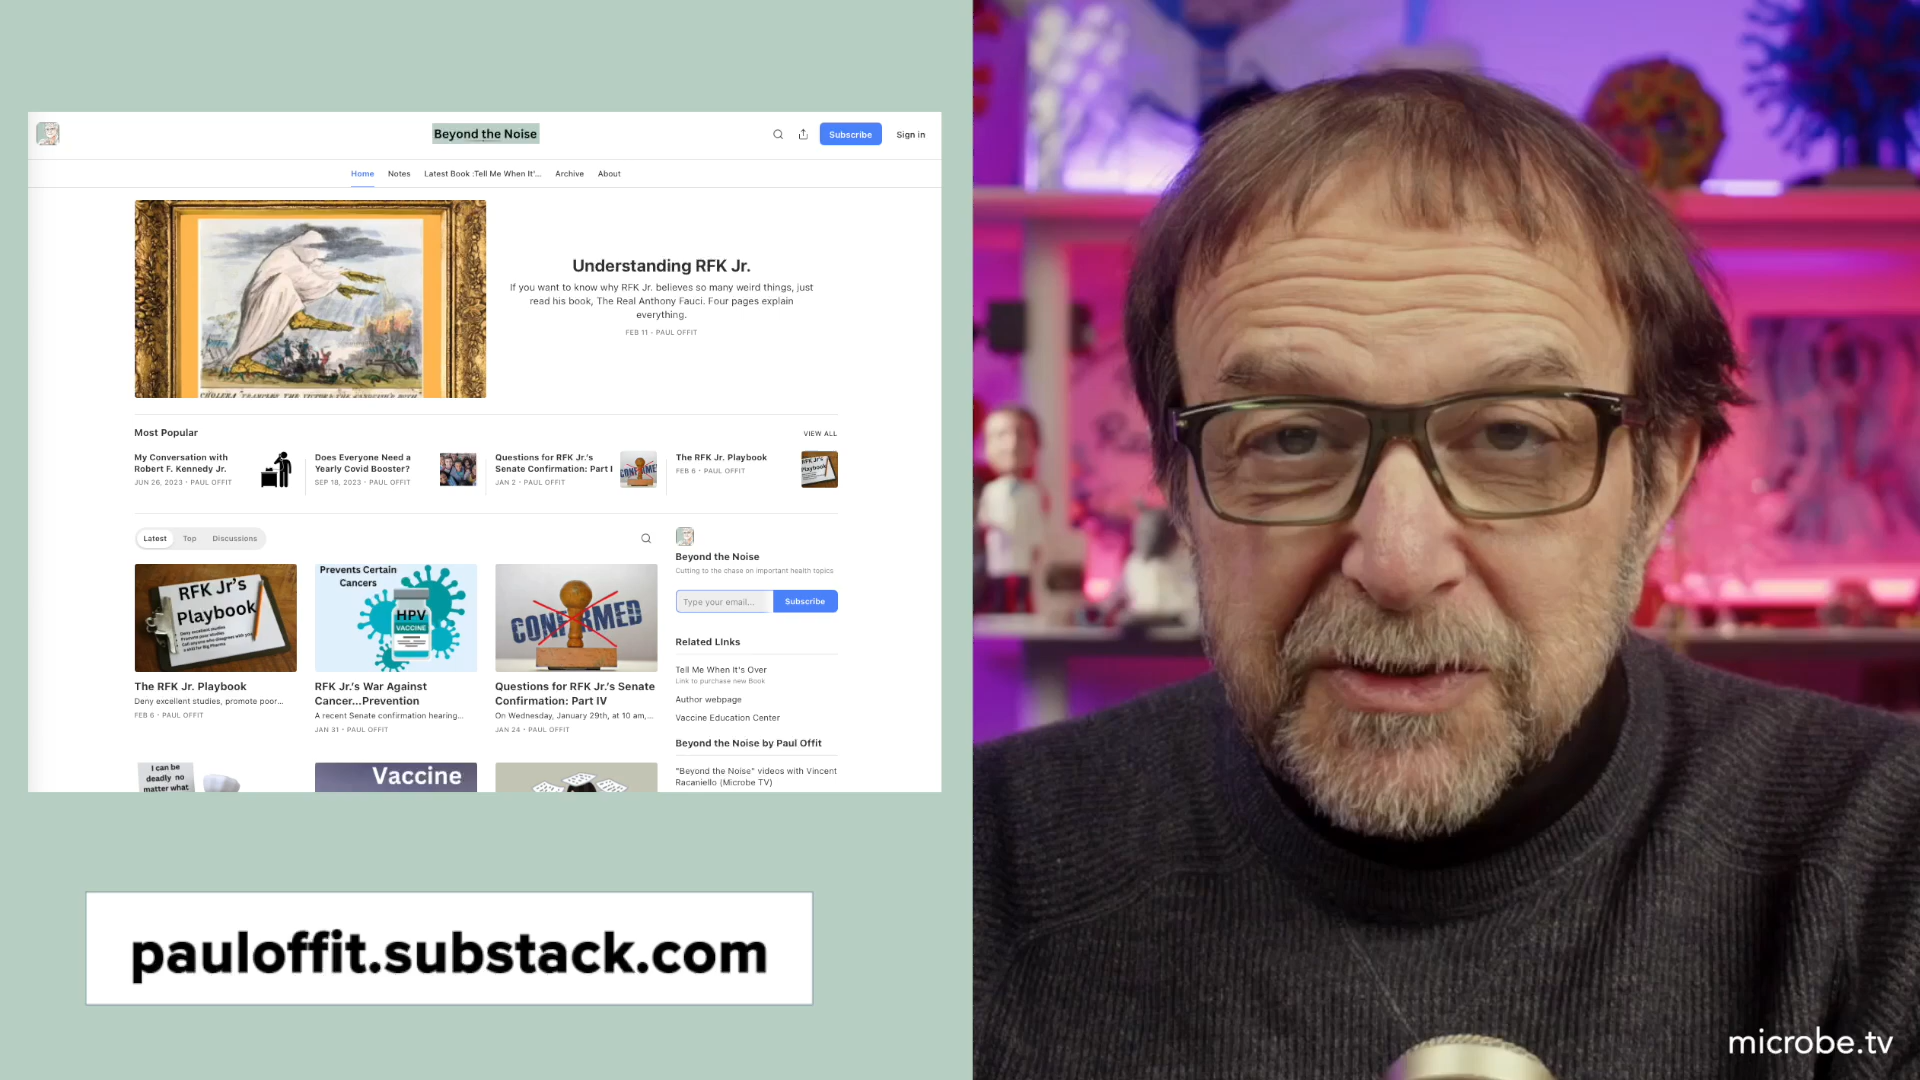 Beyond the Noise
Subscribe
Sign in
Home
Notes
Latest Book :Tell Me When It'...
Archive
About
Understanding RFK Jr.
If you want to know why RFK Jr. believes so many weird things, just
read his book, The Real Anthony Fauci. Four pages explain
everything.
FEB 11 • PAUL OFFIT
Most Popular
VIEW ALL
My Conversation with
Robert F. Kennedy Jr.
JUN 26, 2023 • PAUL OFFIT
Does Everyone Need a
Yearly Covid Booster?
SEP 18, 2023 • PAUL OFFIT
Questions for RFK Jr.'s
Senate Confirmation: Part I
JAN 2 • PAUL OFFIT
The RFK Jr. Playbook
FEB 6 • PAUL OFFIT
Latest
Top
Discussions
RFK Jr's
Playbook
The RFK Jr. Playbook
Deny excellent studies, promote poor...
FEB 6 • PAUL OFFIT
Prevents Certain
Cancers
HPV
VACCINE
RFK Jr.'s War Against
Cancer...Prevention
A recent Senate confirmation hearing...
JAN 31 • PAUL OFFIT
CONFIRMED
Questions for RFK Jr.'s Senate
Confirmation: Part IV
On Wednesday, January 29th, at 10 am,...
JAN 24 • PAUL OFFIT
I can be
deadly no
matter what
Vaccine
Beyond the Noise
Cutting to the chase on important health topics
Type your email...
Subscribe
Related Links
Tell Me When It's Over
Link to purchase new Book
Author webpage
Vaccine Education Center
Beyond the Noise by Paul Offit
"Beyond the Noise" videos with Vincent
Racaniello (Microbe TV)
pauloffit.substack.com
microbe.tv